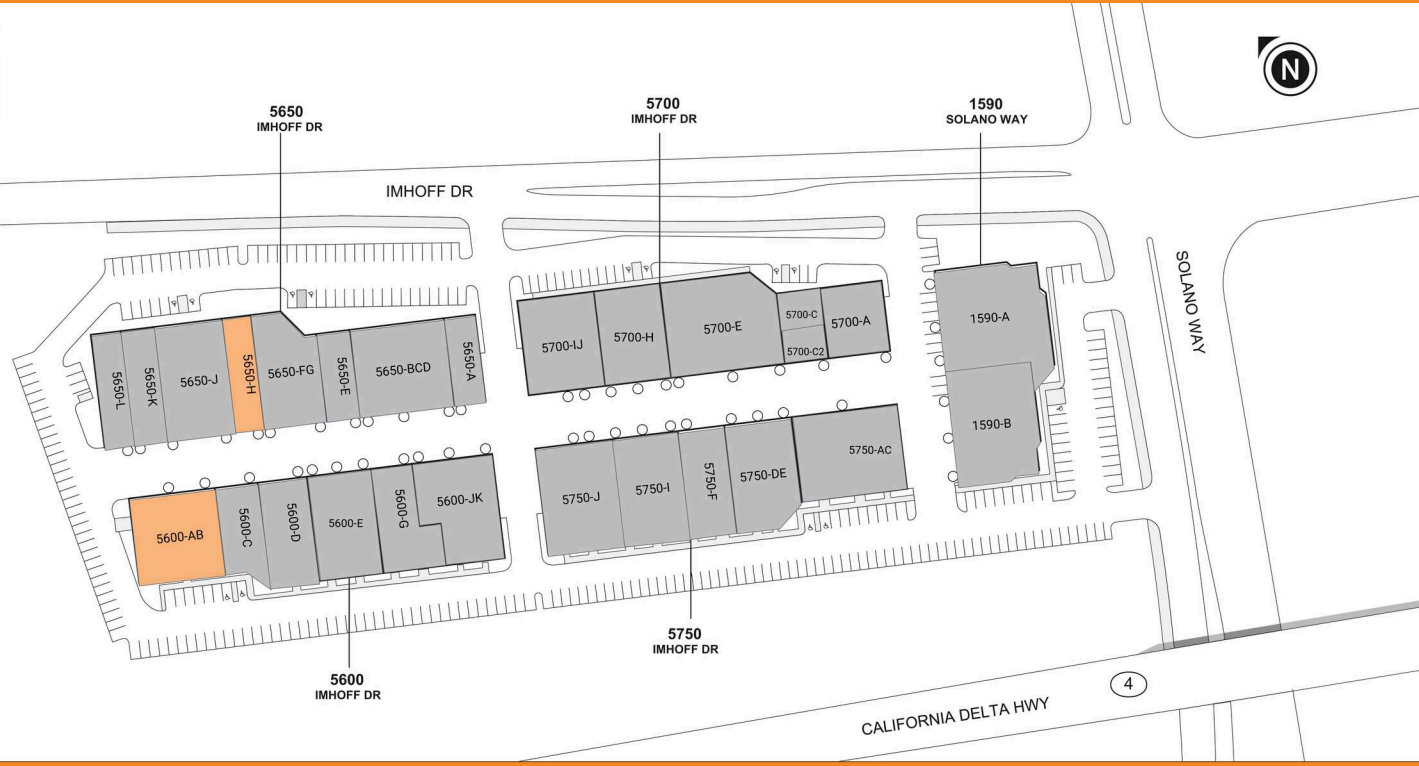 N
5650
IMHOFF DR
5700
IMHOFF DR
1590
SOLANO WAY
IMHOFF DR
SOLANO WAY
5650-L
5650-K
5650-J
5650-H
5650-FG
5650-E
5650-BCD
5650-A
5700-IJ
5700-H
5700-E
5700-C
5700-C2
5700-A
1590-A
1590-B
5600-AB
5600-C
5600-D
5600-E
5600-G
5600-JK
5750-J
5750-I
5750-F
5750-DE
5750-AC
5600
IMHOFF DR
5750
IMHOFF DR
CALIFORNIA DELTA HWY
4